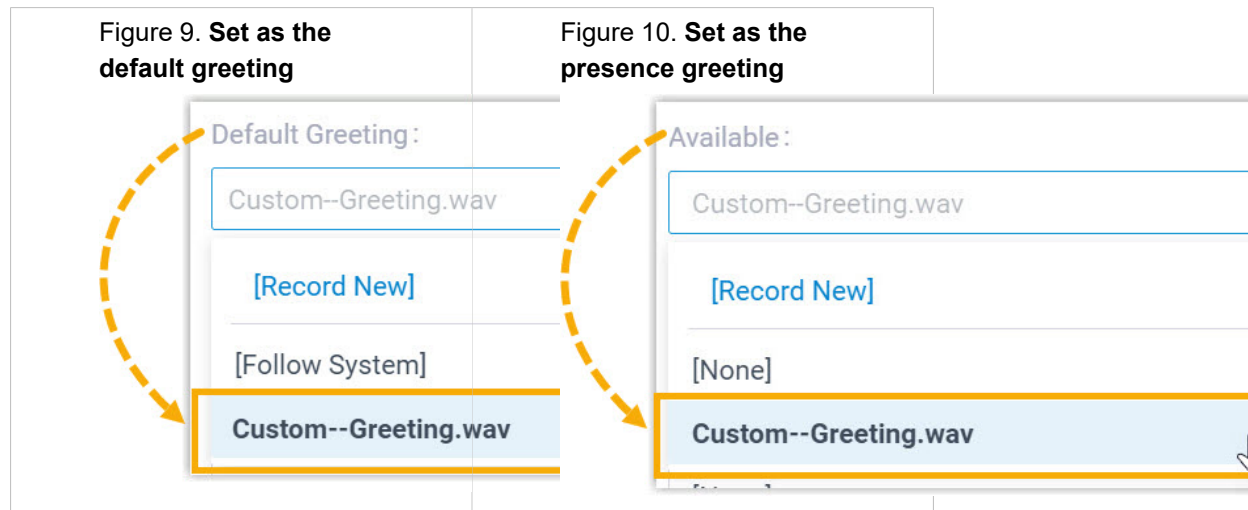 Figure 9. Set as the
default greeting
Default Greeting:
Custom--Greeting.wav
[Record New]
[Follow System]
Custom--Greeting.wav
Figure 10. Set as the
presence greeting
Available:
Custom--Greeting.wav
[Record New]
[None]
Custom--Greeting.wav